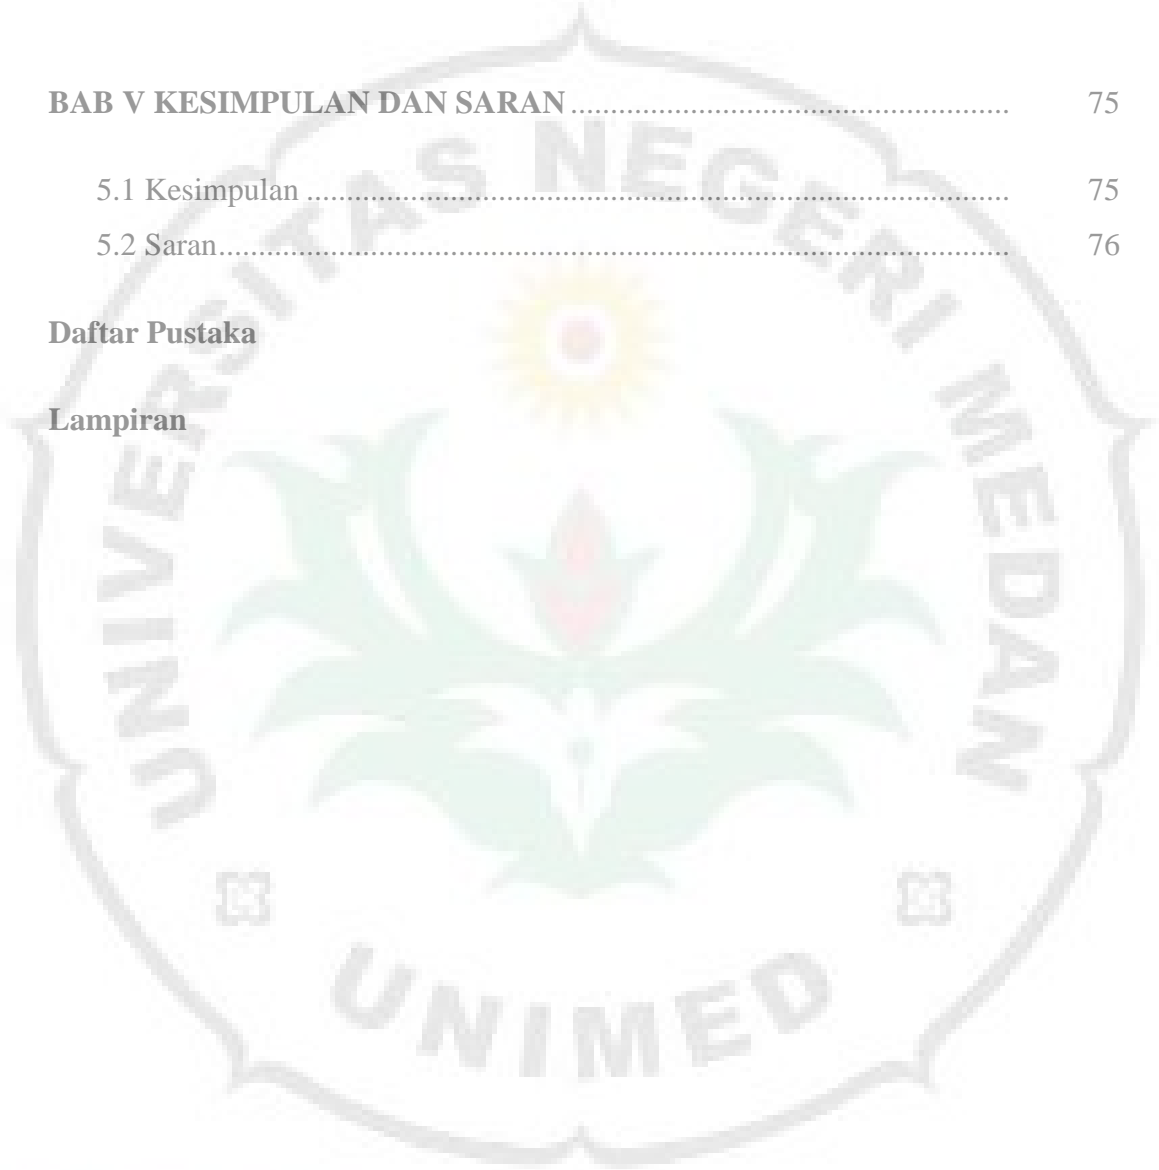 BAB V KESIMPULAN DAN SARAN ...................................................... 75
5.1 Kesimpulan ....................................................................................... 75
5.2 Saran.................................................................................................. 76
Daftar Pustaka
Lampiran
UNIVERSITAS NEGERI MEDAN
UNIMED